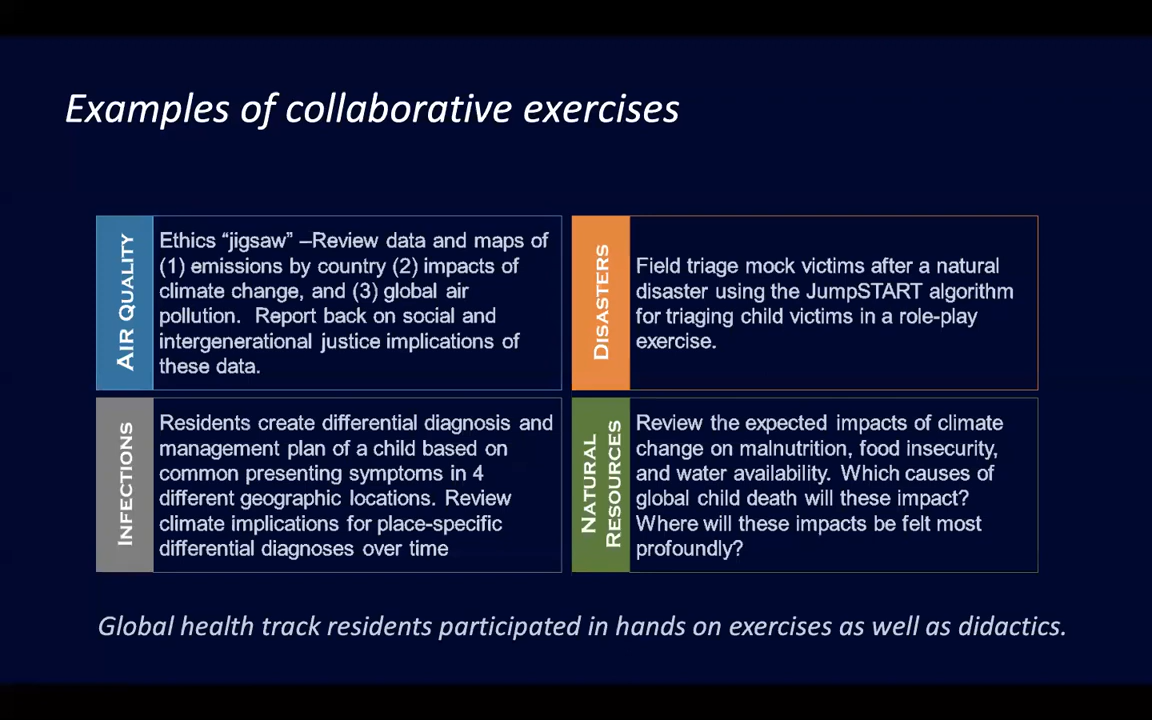 Examples of collaborative exercises
AIR QUALITY
Ethics “jigsaw” –Review data and maps of
(1) emissions by country (2) impacts of
climate change, and (3) global air
pollution. Report back on social and
intergenerational justice implications of
these data.
DISASTERS
Field triage mock victims after a natural
disaster using the JumpSTART algorithm
for triaging child victims in a role-play
exercise.
INFECTIONS
Residents create differential diagnosis and
management plan of a child based on
common presenting symptoms in 4
different geographic locations. Review
climate implications for place-specific
differential diagnoses over time
NATURAL
RESOURCES
Review the expected impacts of climate
change on malnutrition, food insecurity,
and water availability. Which causes of
global child death will these impact?
Where will these impacts be felt most
profoundly?
Global health track residents participated in hands on exercises as well as didactics.